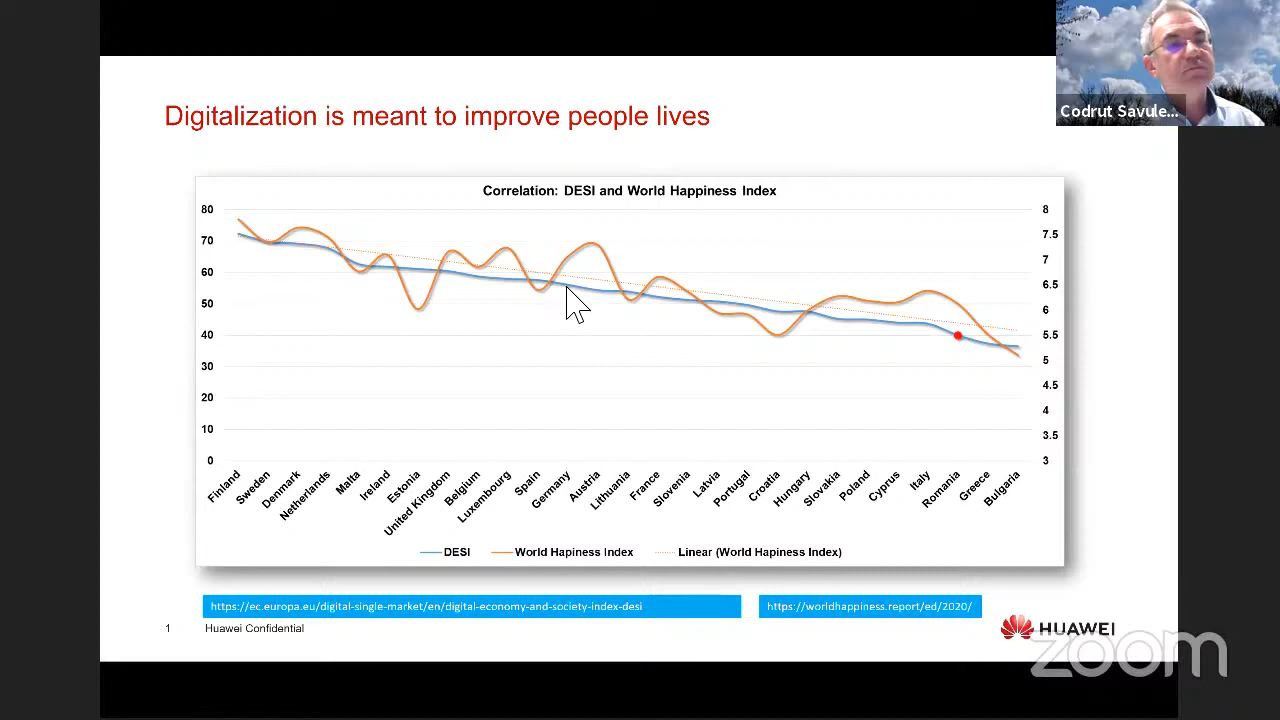 Codrut Savule...
Digitalization is meant to improve people lives
Correlation: DESI and World Happiness Index
80
70
60
50
40
30
20
10
0
8
7.5
7
6.5
6
5.5
5
4.5
4
3.5
3
Finland
Sweden
Denmark
Netherlands
Malta
Ireland
Estonia
United Kingdom
Belgium
Luxembourg
Spain
Germany
Austria
Lithuania
France
Slovenia
Latvia
Portugal
Croatia
Hungary
Slovakia
Poland
Cyprus
Italy
Romania
Greece
Bulgaria
DESI
World Hapiness Index
Linear (World Hapiness Index)
https://ec.europa.eu/digital-single-market/en/digital-economy-and-society-index-desi
https://worldhappiness.report/ed/2020/
1
Huawei Confidential
HUAWEI
zoom